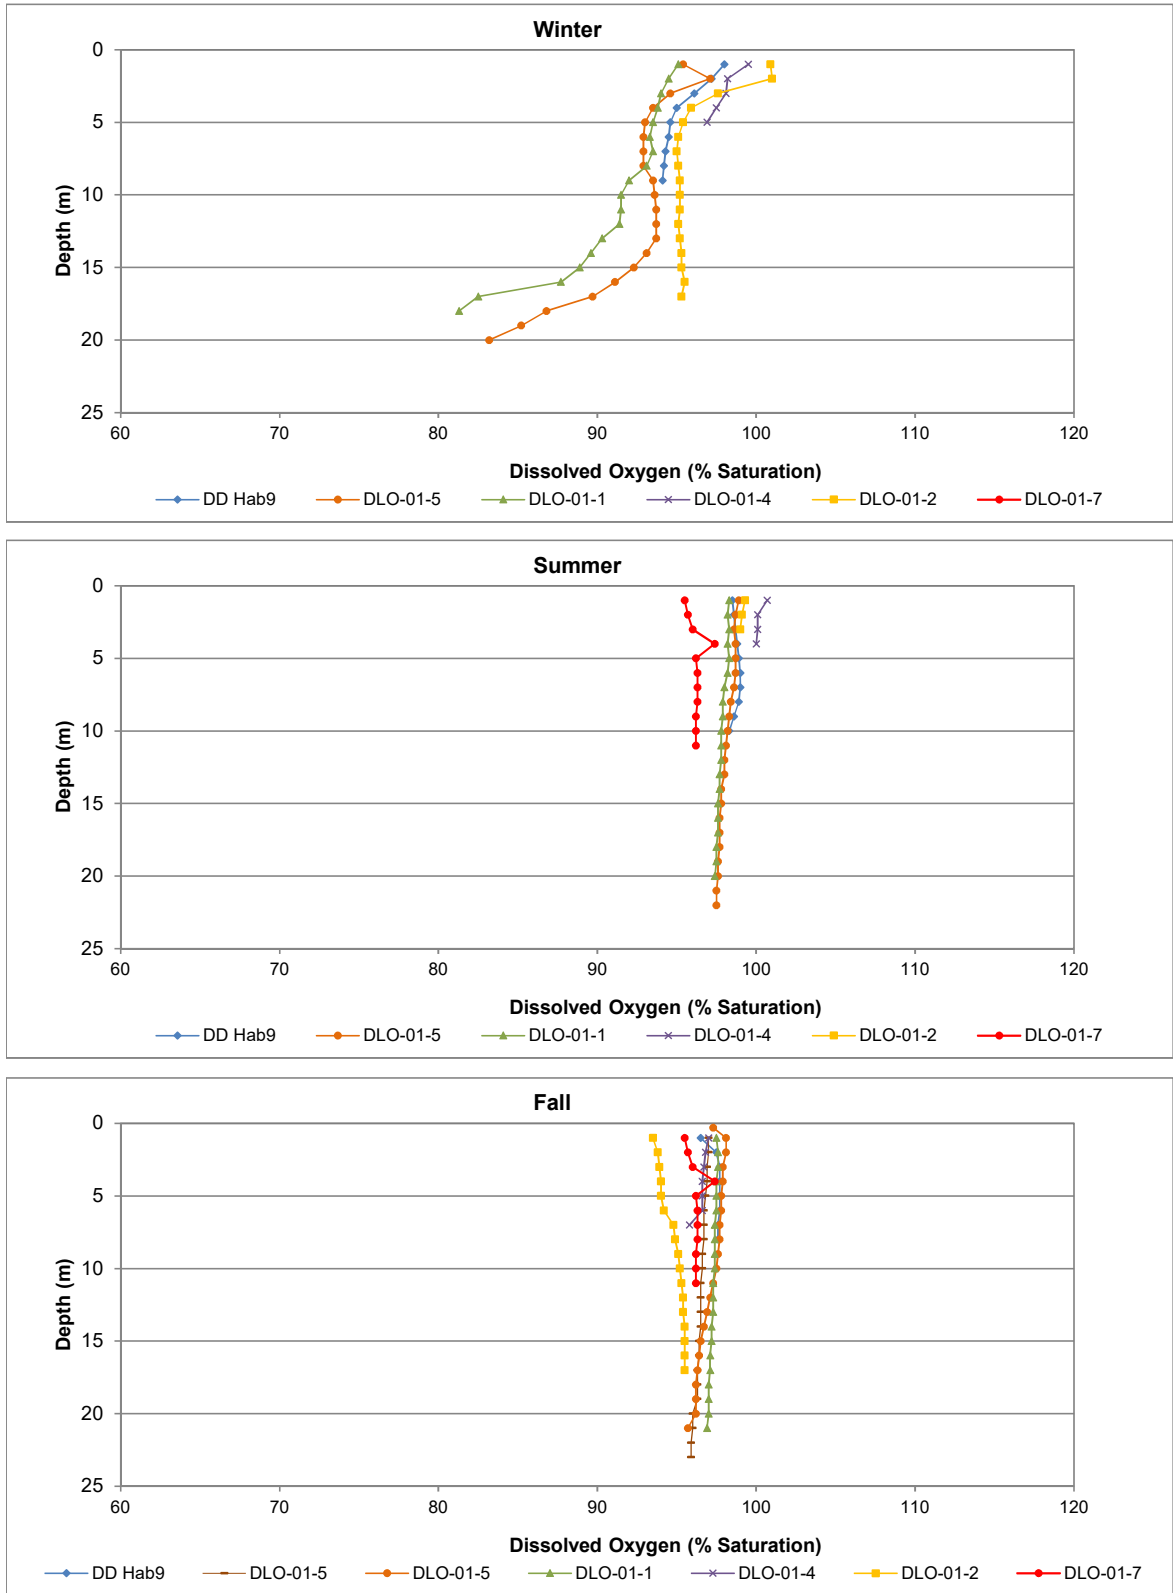 Winter
0
5
10
15
20
25
Depth (m)
60 70 80 90 100 110 120
Dissolved Oxygen (% Saturation)
DD Hab9 DLO-01-5 DLO-01-1 DLO-01-4 DLO-01-2 DLO-01-7
Summer
0
5
10
15
20
25
Depth (m)
60 70 80 90 100 110 120
Dissolved Oxygen (% Saturation)
DD Hab9 DLO-01-5 DLO-01-1 DLO-01-4 DLO-01-2 DLO-01-7
Fall
0
5
10
15
20
25
Depth (m)
60 70 80 90 100 110 120
Dissolved Oxygen (% Saturation)
DD Hab9 DLO-01-5 DLO-01-5 DLO-01-1 DLO-01-4 DLO-01-2 DLO-01-7